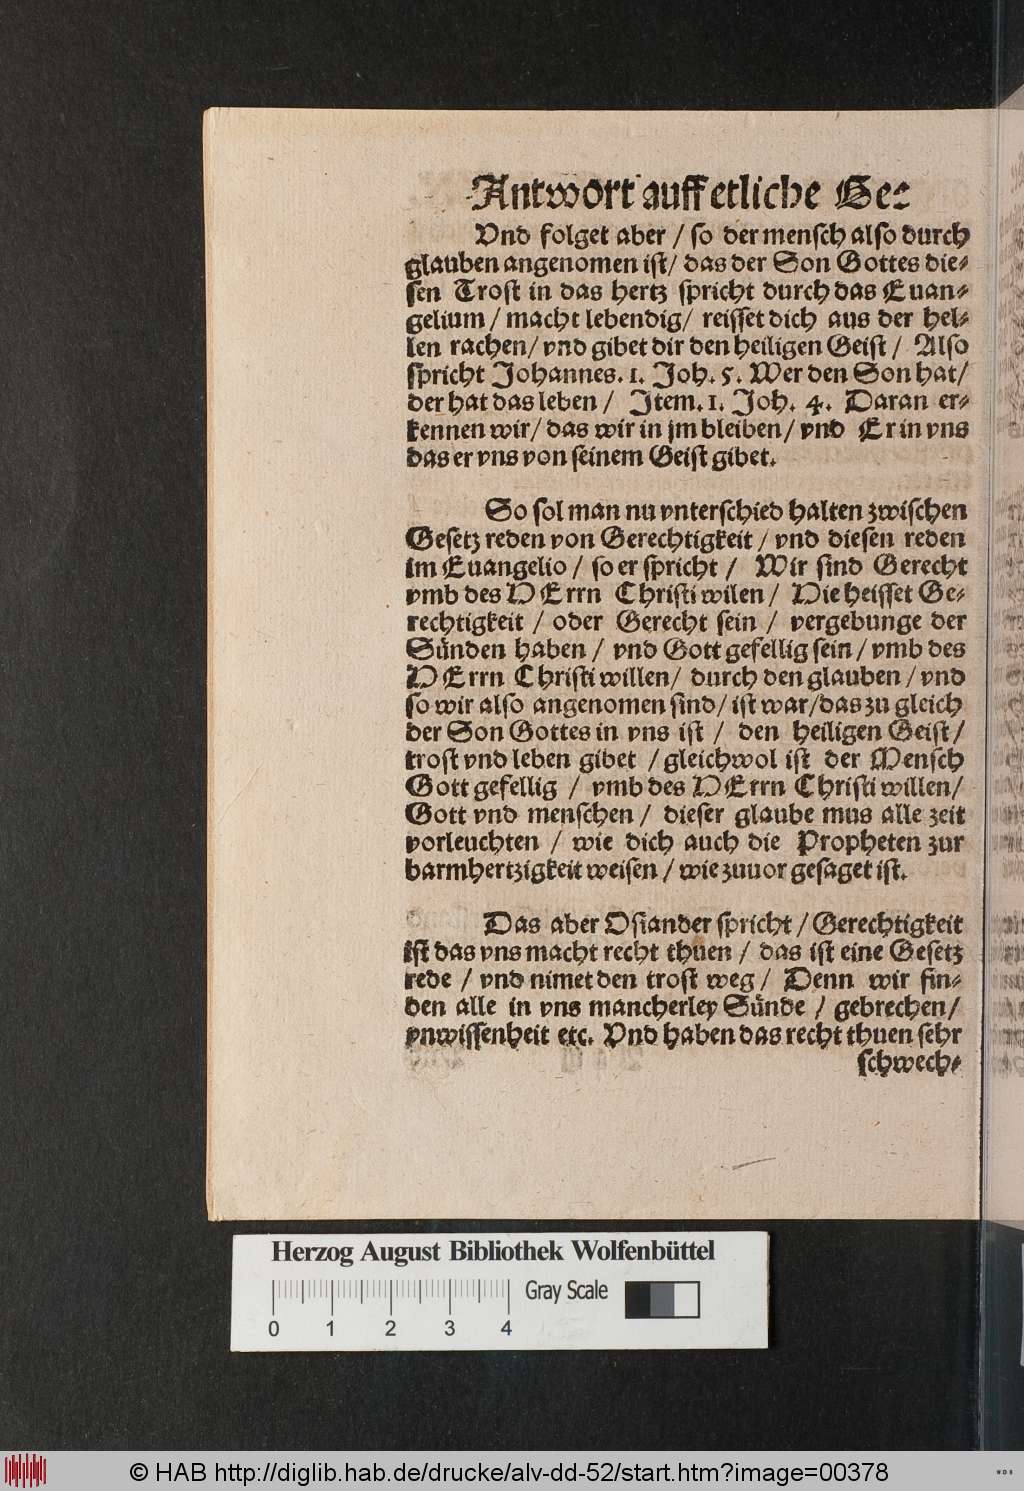 Antwort auff etliche Ge-
Vnd folget aber / so der mensch also durch
glauben angenomen ist / das der Son Gottes die-
sen Trost in das hertz spricht durch das Euan-
gelium / macht lebendig / reisset dich aus der hel-
len rachen / vnd gibet dir den heiligen Geist / Also
spricht Johannes. 1. Joh. 5. Wer den Son hat /
der hat das leben / Item. 1. Joh. 4. Daran er-
kennen wir / das wir in jm bleiben / vnd Er in vns
das er vns von seinem Geist gibet.
So sol man nu vnterschied halten zwischen
Gesetz reden von Gerechtigkeit / vnd diesen reden
im Euangelio / so er spricht / Wir sind Gerecht
vmb des HErrn Christi wilen / Hie heisset Ge-
rechtigkeit / oder Gerecht sein / vergebunge der
Sünden haben / vnd Gott gefellig sein / vmb des
HErrn Christi willen / durch den glauben / vnd
so wir also angenomen sind / ist war / das zu gleich
der Son Gottes in vns ist / den heiligen Geist /
trost vnd leben gibet / gleichwol ist der Mensch
Gott gefellig / vmb des HErrn Christi willen /
Gott vnd menschen / dieser glaube mus alle zeit
vorleuchten / wie dich auch die Propheten zur
barmhertzigkeit weisen / wie zuuor gesaget ist.
Das aber Osiander spricht / Gerechtigkeit
ist das vns macht recht thuen / das ist eine Gesetz
rede / vnd nimet den trost weg / Denn wir fin-
den alle in vns mancherley Sünde / gebrechen /
vnwissenheit etc. Vnd haben das recht thuen sehr
schwech-
Herzog August Bibliothek Wolfenbüttel
Gray Scale
0 1 2 3 4
© HAB http://diglib.hab.de/drucke/alv-dd-52/start.htm?image=00378